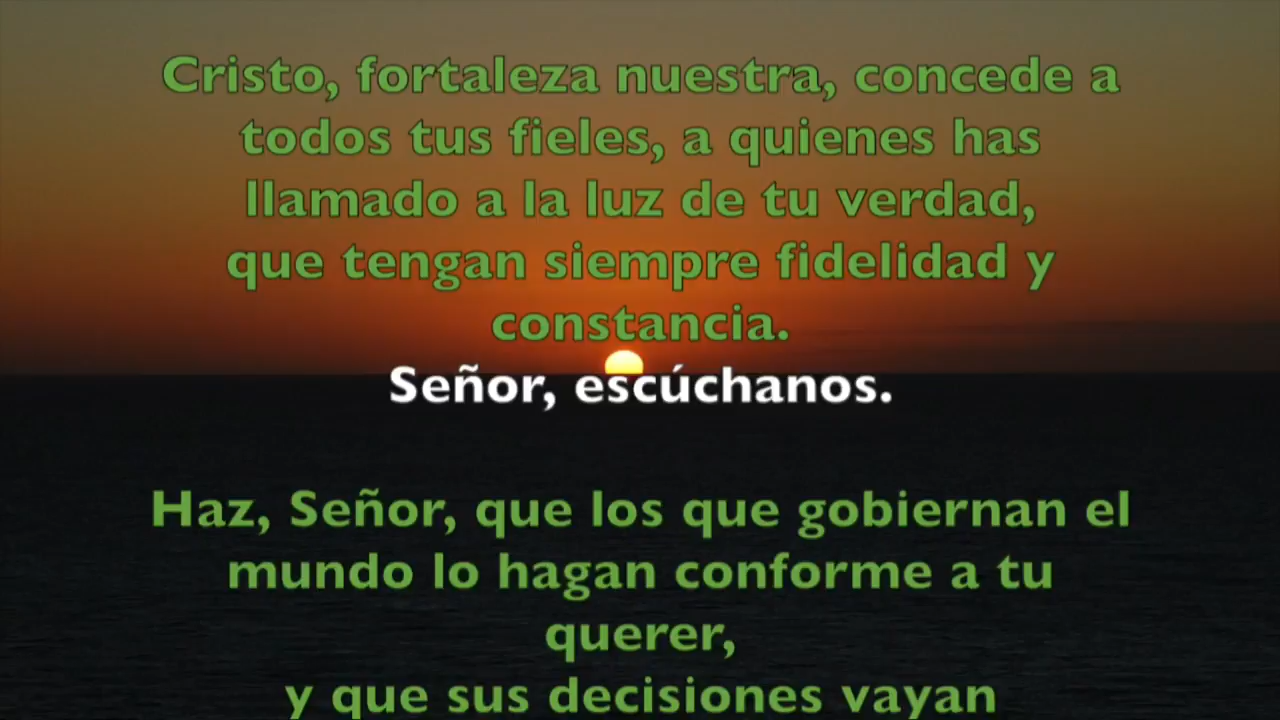 Cristo, fortaleza nuestra, concede a
todos tus fieles, a quienes has
llamado a la luz de tu verdad,
que tengan siempre fidelidad y
constancia.
Señor, escúchanos.
Haz, Señor, que los que gobiernan el
mundo lo hagan conforme a tu
querer,
y que sus decisiones vayan